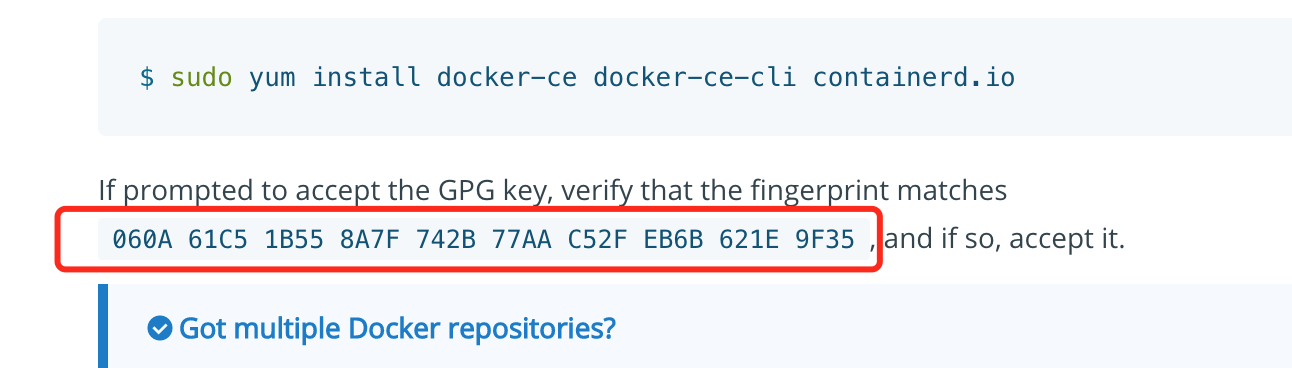 $ sudo yum install docker-ce docker-ce-cli containerd.io
If prompted to accept the GPG key, verify that the fingerprint matches
060A 61C5 1B55 8A7F 742B 77AA C52F EB6B 621E 9F35 , and if so, accept it.
Got multiple Docker repositories?